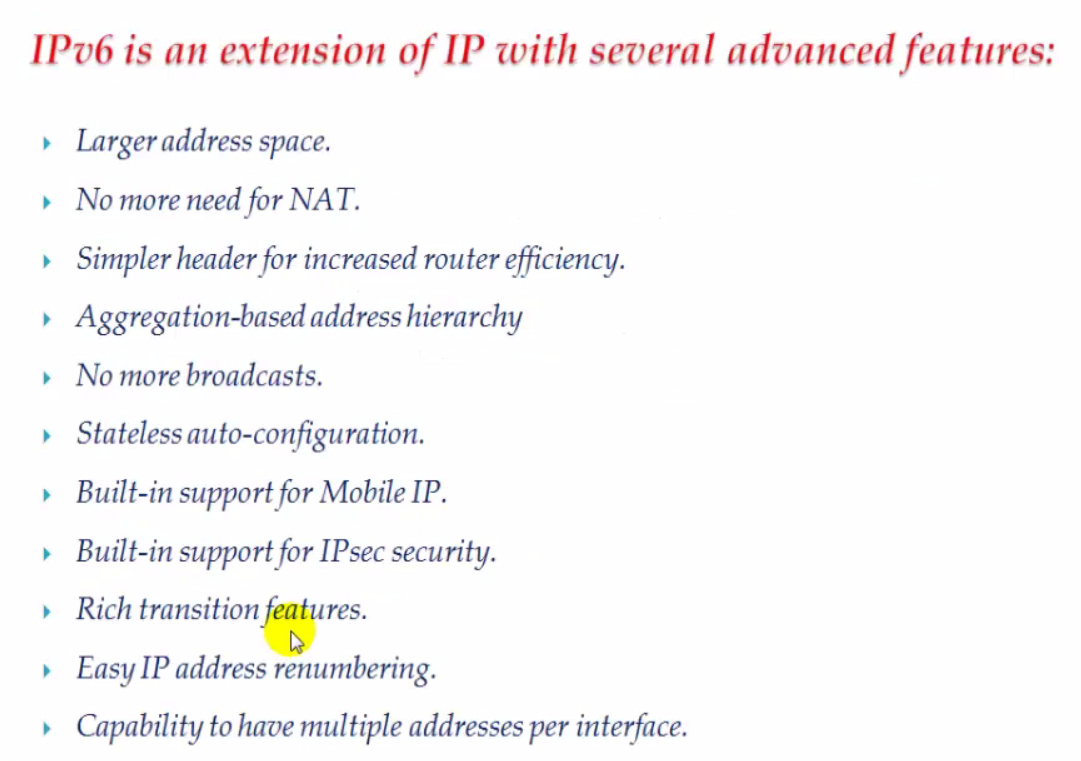 IPv6 is an extension of IP with several advanced features:
Larger address space.
No more need for NAT.
Simpler header for increased router efficiency.
Aggregation-based address hierarchy
No more broadcasts.
Stateless auto-configuration.
Built-in support for Mobile IP.
Built-in support for IPsec security.
Rich transition features.
Easy IP address renumbering.
Capability to have multiple addresses per interface.